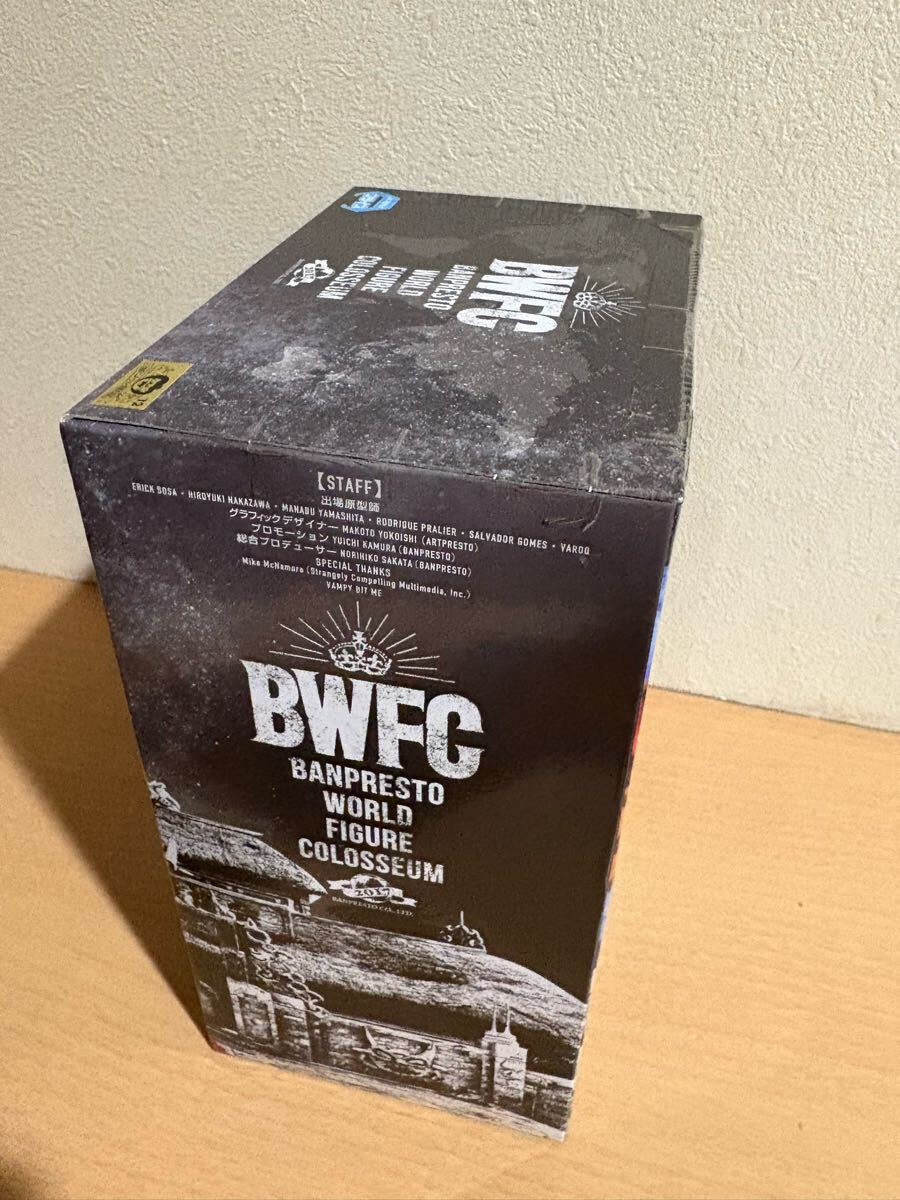 BWFC
BANPRESTO
WORLD
FIGURE
COLOSSEUM
2017
12
【STAFF】
出場原型師
ERICK SOSA・HIROYUKI NAKAZAWA・MANABU YAMASHITA・RODRIGUE PRALIER・SALVADOR GOMES・VAROQ
グラフィックデザイナー MAKOTO YOKOISHI (ARTPRESTO)
プロモーション YUICHI KAMURA (BANPRESTO)
総合プロデューサー NORIHIKO SAKATA (BANPRESTO)
SPECIAL THANKS
Mike McNamara (Strangely Compelling Multimedia, Inc.)
VAMPY BIT ME
BWFC
BANPRESTO
WORLD
FIGURE
COLOSSEUM
2017
BANPRESTO CO., LTD.